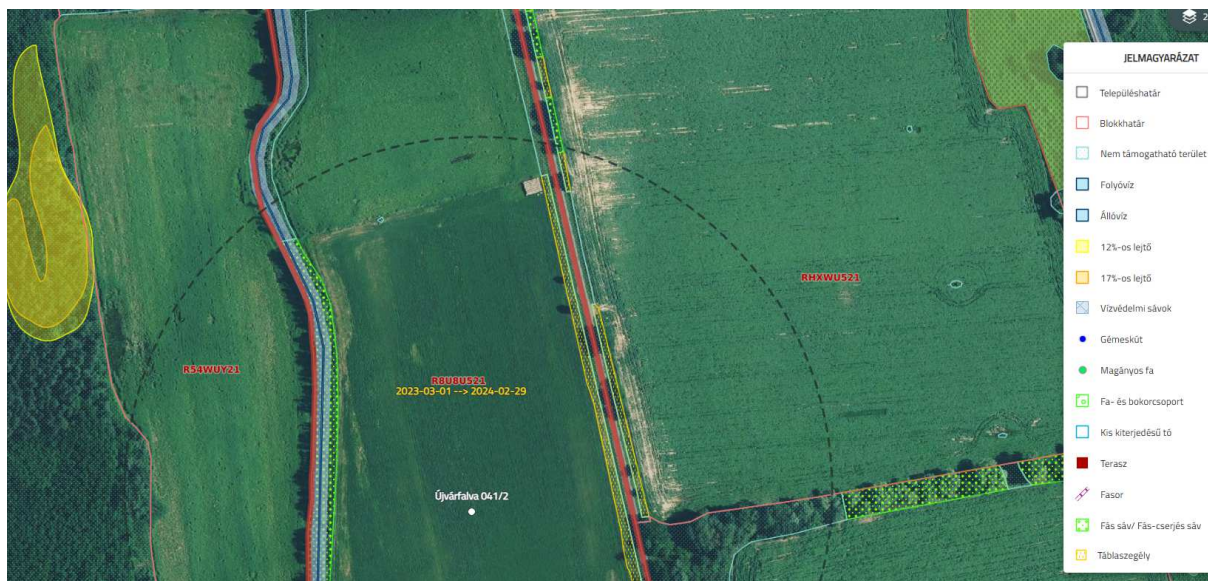 2
JELMAGYARÁZAT
Településhatár
Blokkhatár
Nem támogatható terület
Folyóvíz
Állóvíz
12%-os lejtő
17%-os lejtő
Vízvédelmi sávok
Gémeskút
Magányos fa
Fa- és bokorcsoport
Kis kiterjedésű tó
Terasz
Fasor
Fás sáv/ Fás-cserjés sáv
Táblaszegély
RHXWU521
R54WUY21
R8U8U521
2023-03-01 --> 2024-02-29
Újvárfalva 041/2